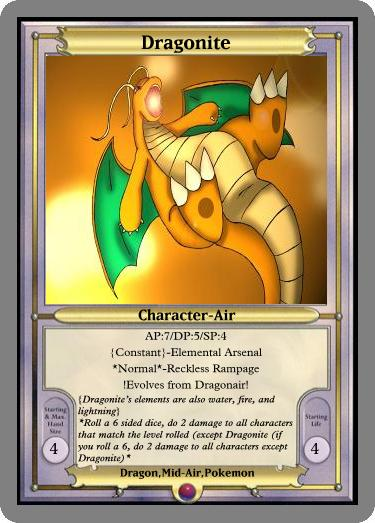 Dragonite
Character-Air
AP:7/DP:5/SP:4
{Constant}-Elemental Arsenal
*Normal*-Reckless Rampage
!Evolves from Dragonair!
{Dragonite's elements are also water, fire, and
lightning}
*Roll a 6 sided dice, do 2 damage to all characters
that match the level rolled (except Dragonite (if
you roll a 6, do 2 damage to all characters except
Dragonite)*
Starting
& Max.
Hand
Size
4
Starting
Life
4
Dragon,Mid-Air,Pokemon